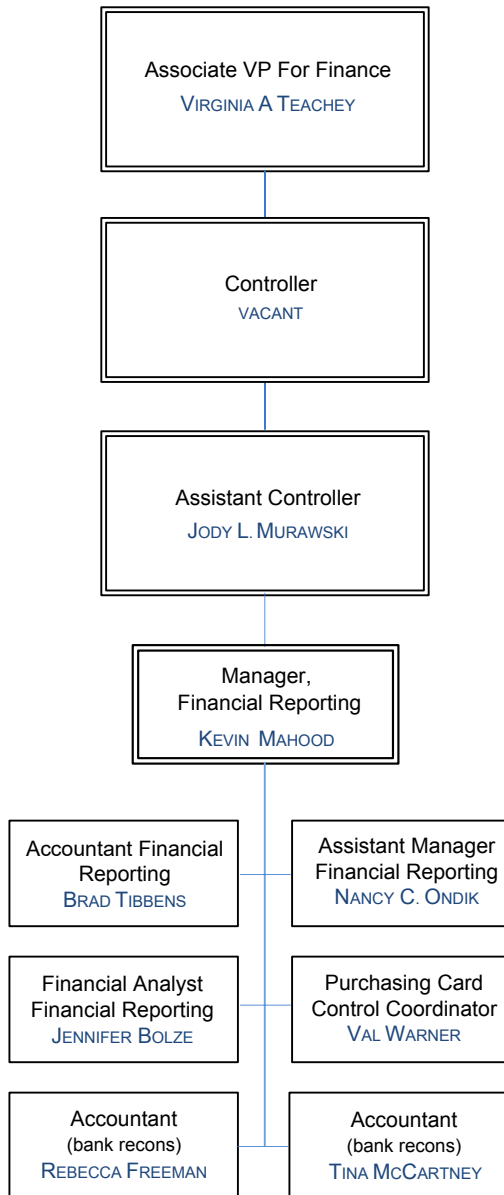 Associate VP For Finance
VIRGINIA A TEACHEY
Controller
VACANT
Assistant Controller
JODY L. MURAWSKI
Manager,
Financial Reporting
KEVIN MAHOOD
Accountant Financial
Reporting
BRAD TIBBENS
Assistant Manager
Financial Reporting
NANCY C. ONDIK
Financial Analyst
Financial Reporting
JENNIFER BOLZE
Purchasing Card
Control Coordinator
VAL WARNER
Accountant
(bank recons)
REBECCA FREEMAN
Accountant
(bank recons)
TINA MCCARTNEY